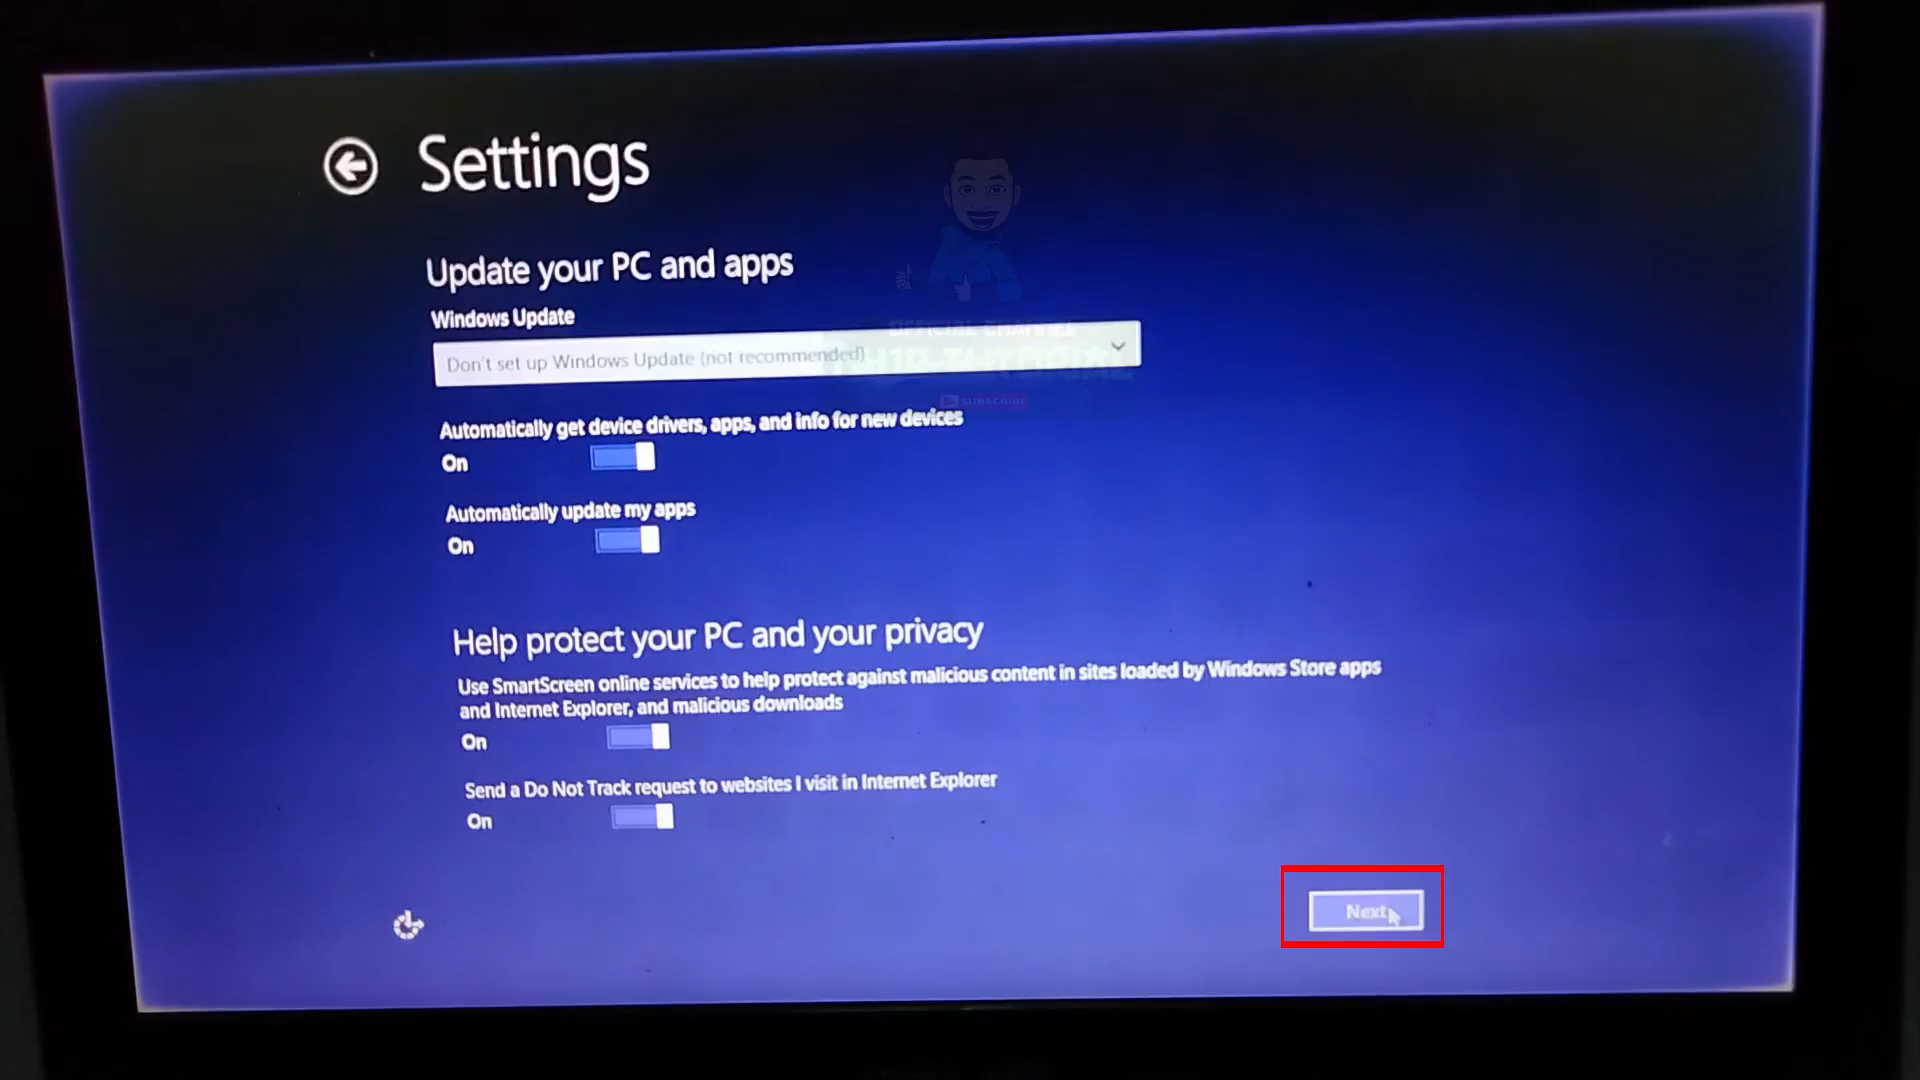 Settings
Update your PC and apps
Windows Update
Don't set up Windows Update (not recommended)
OFFICIAL CHANNEL
SUBSCRIBE
Automatically get device drivers, apps, and info for new devices
On
Automatically update my apps
On
Help protect your PC and your privacy
Use SmartScreen online services to help protect against malicious content in sites loaded by Windows Store apps
and Internet Explorer, and malicious downloads
On
Send a Do Not Track request to websites I visit in Internet Explorer
On
Next